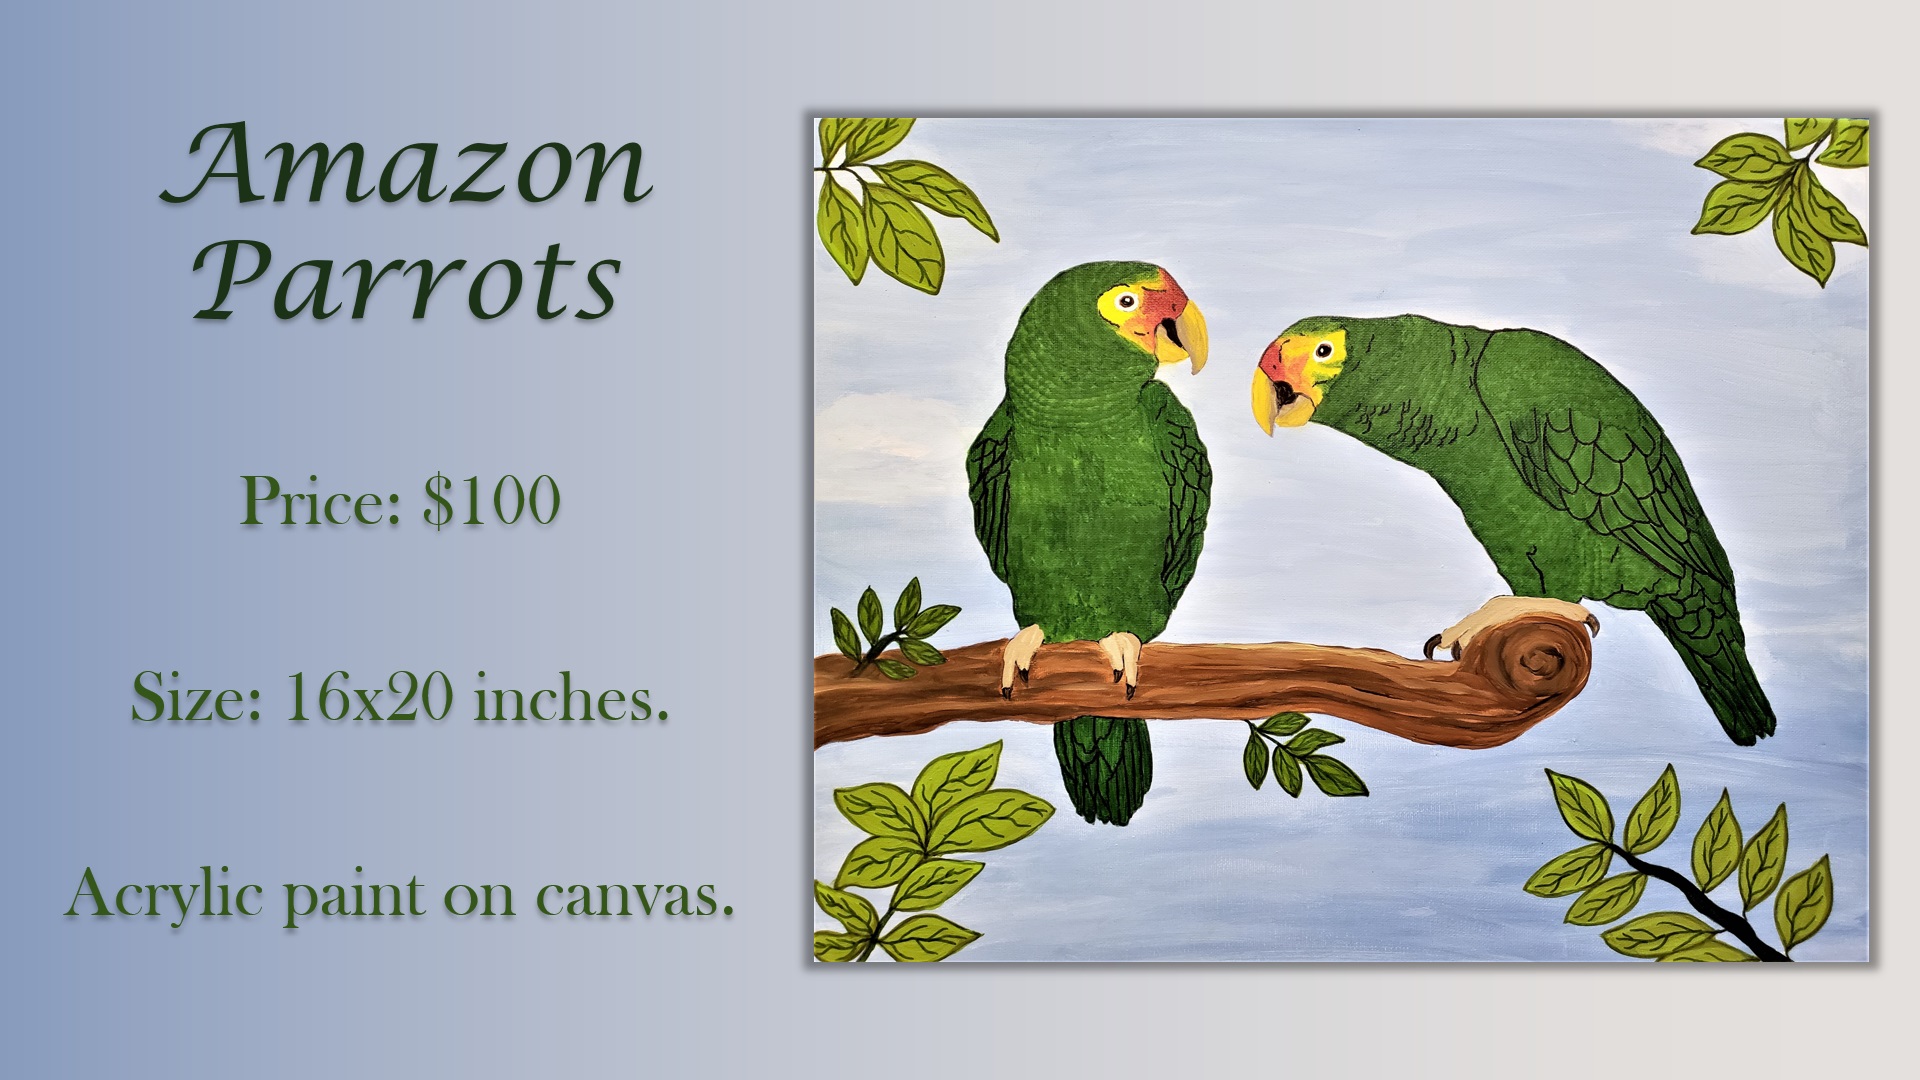 Amazon
Parrots
Price: $100
Size: 16x20 inches.
Acrylic paint on canvas.